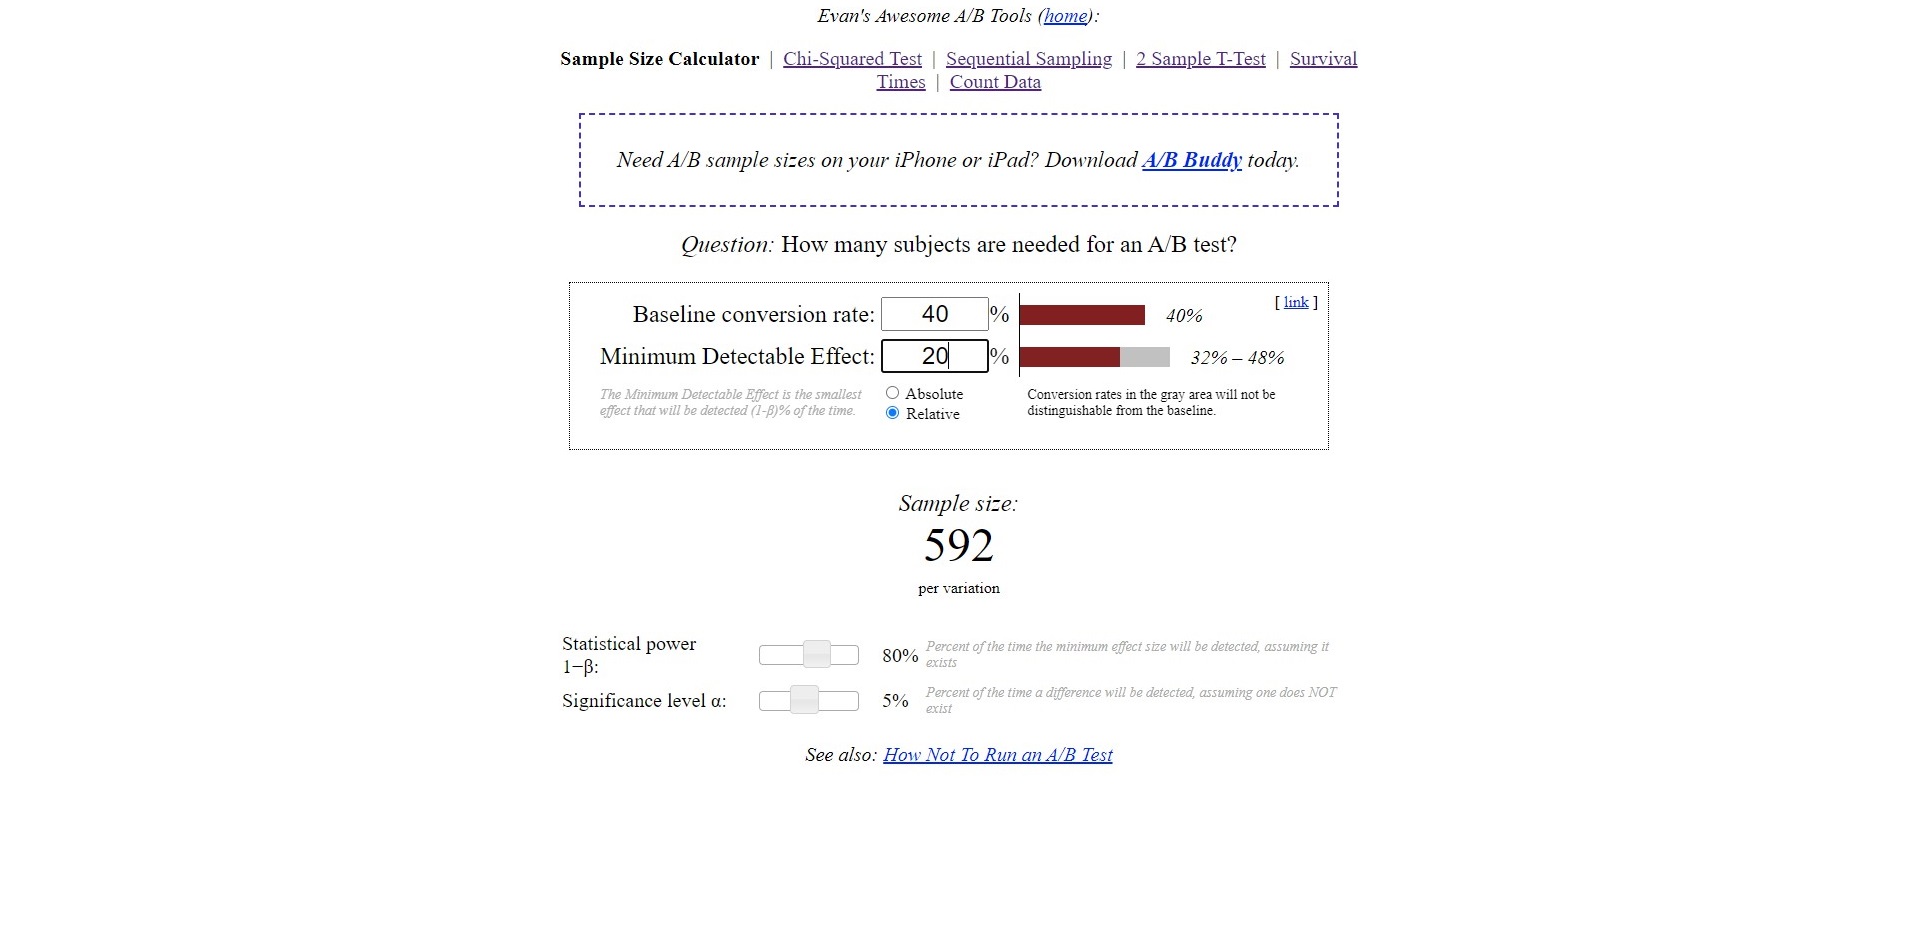 Evan's Awesome A/B Tools (home):
Sample Size Calculator | Chi-Squared Test | Sequential Sampling | 2 Sample T-Test | Survival
Times | Count Data
Need A/B sample sizes on your iPhone or iPad? Download A/B Buddy today.
Question: How many subjects are needed for an A/B test?
[ link ]
Baseline conversion rate: 40 % 40%
Minimum Detectable Effect: 20 % 32% – 48%
The Minimum Detectable Effect is the smallest
effect that will be detected (1-β)% of the time.
Absolute
Relative
Conversion rates in the gray area will not be
distinguishable from the baseline.
Sample size:
592
per variation
Statistical power
1−β:
80%
Percent of the time the minimum effect size will be detected, assuming it
exists
Significance level α:
5%
Percent of the time a difference will be detected, assuming one does NOT
exist
See also: How Not To Run an A/B Test